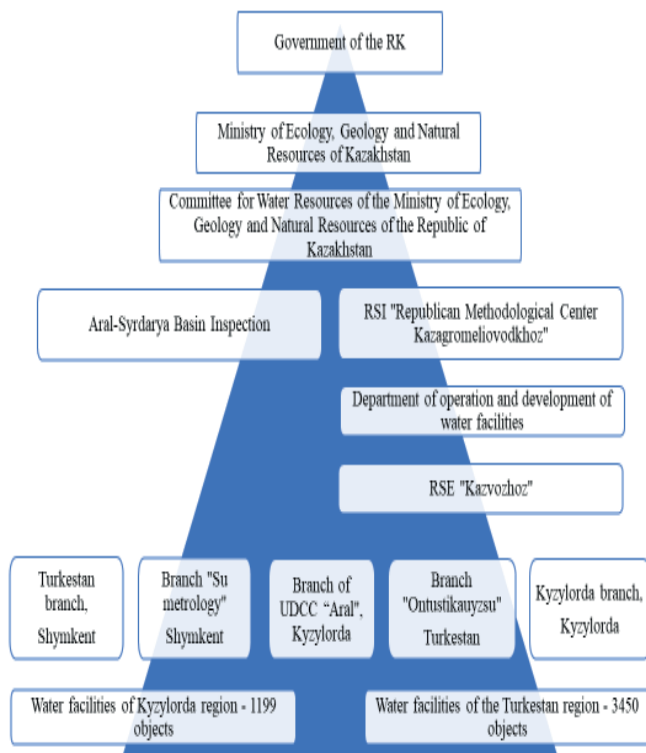 Government of the RK
Ministry of Ecology, Geology and Natural
Resources of Kazakhstan
Committee for Water Resources of the Ministry of Ecology,
Geology and Natural Resources of the Republic of
Kazakhstan
Aral-Syrdarya Basin Inspection
RSI "Republican Methodological Center
Kazagromeliovodkhoz"
Department of operation and development of
water facilities
RSE "Kazvozhoz"
Turkestan
branch,
Shymkent
Branch "Su
metrology"
Shymkent
Branch of
UDCC “Aral",
Kyzylorda
Branch
"Ontustikauyzsu"
Turkestan
Kyzylorda branch,
Kyzylorda
Water facilities of Kyzylorda region - 1199
objects
Water facilities of the Turkestan region - 3450
objects